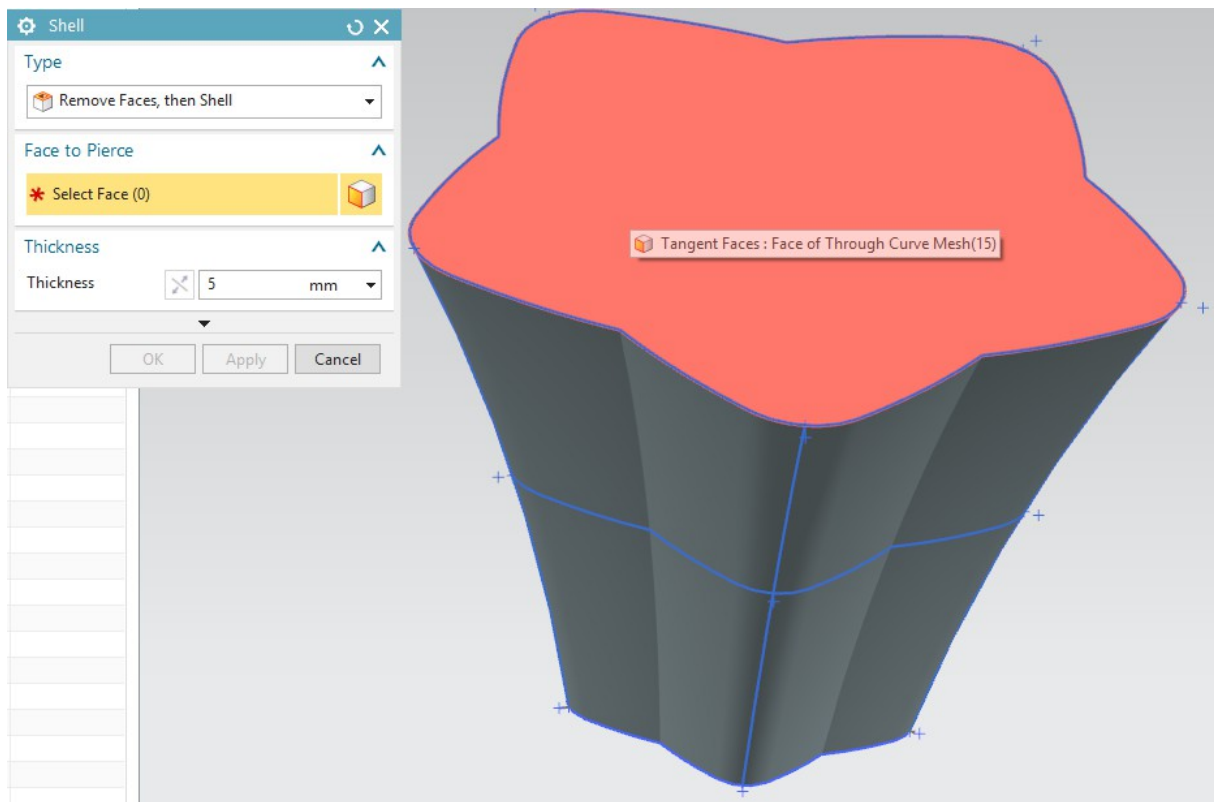 Shell
Type
Remove Faces, then Shell
Face to Pierce
* Select Face (0)
Thickness
Thickness 5 mm
OK Apply Cancel
Tangent Faces : Face of Through Curve Mesh(15)